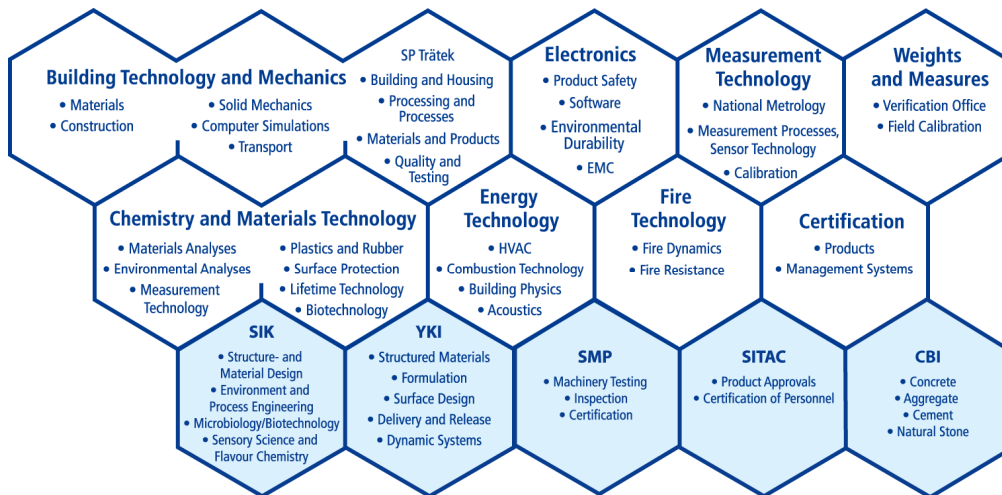 Building Technology and Mechanics
• Materials
• Construction
• Solid Mechanics
• Computer Simulations
• Transport
SP Trätek
• Building and Housing
• Processing and
Processes
• Materials and Products
• Quality and
Testing
Electronics
• Product Safety
• Software
• Environmental
Durability
• EMC
Measurement
Technology
• National Metrology
• Measurement Processes,
Sensor Technology
• Calibration
Weights
and Measures
• Verification Office
• Field Calibration
Chemistry and Materials Technology
• Materials Analyses
• Environmental Analyses
• Measurement
Technology
• Plastics and Rubber
• Surface Protection
• Lifetime Technology
• Biotechnology
Energy
Technology
• HVAC
• Combustion Technology
• Building Physics
• Acoustics
Fire
Technology
• Fire Dynamics
• Fire Resistance
Certification
• Products
• Management Systems
SIK
• Structure- and
Material Design
• Environment and
Process Engineering
• Microbiology/Biotechnology
• Sensory Science and
Flavour Chemistry
YKI
• Structured Materials
• Formulation
• Surface Design
• Delivery and Release
• Dynamic Systems
SMP
• Machinery Testing
• Inspection
• Certification
SITAC
• Product Approvals
• Certification of Personnel
CBI
• Concrete
• Aggregate
• Cement
• Natural Stone